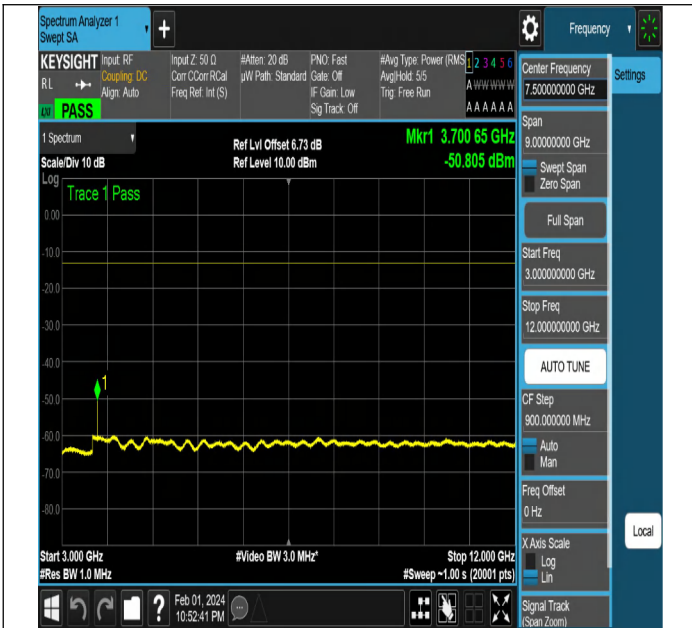 Spectrum Analyzer 1
Swept SA
Frequency
KEYSIGHT
RL
LXI
PASS
Input: RF
Coupling: DC
Align: Auto
Input Z: 50 Ω
Corr CCorr RCal
Freq Ref: Int (S)
#Atten: 20 dB
µW Path: Standard
PNO: Fast
Gate: Off
IF Gain: Low
Sig Track: Off
#Avg Type: Power (RMS
Avg|Hold: 5/5
Trig: Free Run
1 2 3 4 5 6
A W W W W W
A A A A A A
1 Spectrum
Scale/Div 10 dB
Log
Ref Lvl Offset 6.73 dB
Ref Level 10.00 dBm
Mkr1 3.700 65 GHz
-50.805 dBm
Trace 1 Pass
0.00
-10.0
-20.0
-30.0
-40.0
-50.0
-60.0
-70.0
-80.0
1
Start 3.000 GHz
#Res BW 1.0 MHz
#Video BW 3.0 MHz*
Stop 12.000 GHz
#Sweep ~1.00 s (20001 pts)
Center Frequency
7.500000000 GHz
Settings
Span
9.00000000 GHz
Swept Span
Zero Span
Full Span
Start Freq
3.000000000 GHz
Stop Freq
12.000000000 GHz
AUTO TUNE
CF Step
900.000000 MHz
Auto
Man
Freq Offset
0 Hz
X Axis Scale
Log
Lin
Local
Signal Track
(Span Zoom)
?
Feb 01, 2024
10:52:41 PM